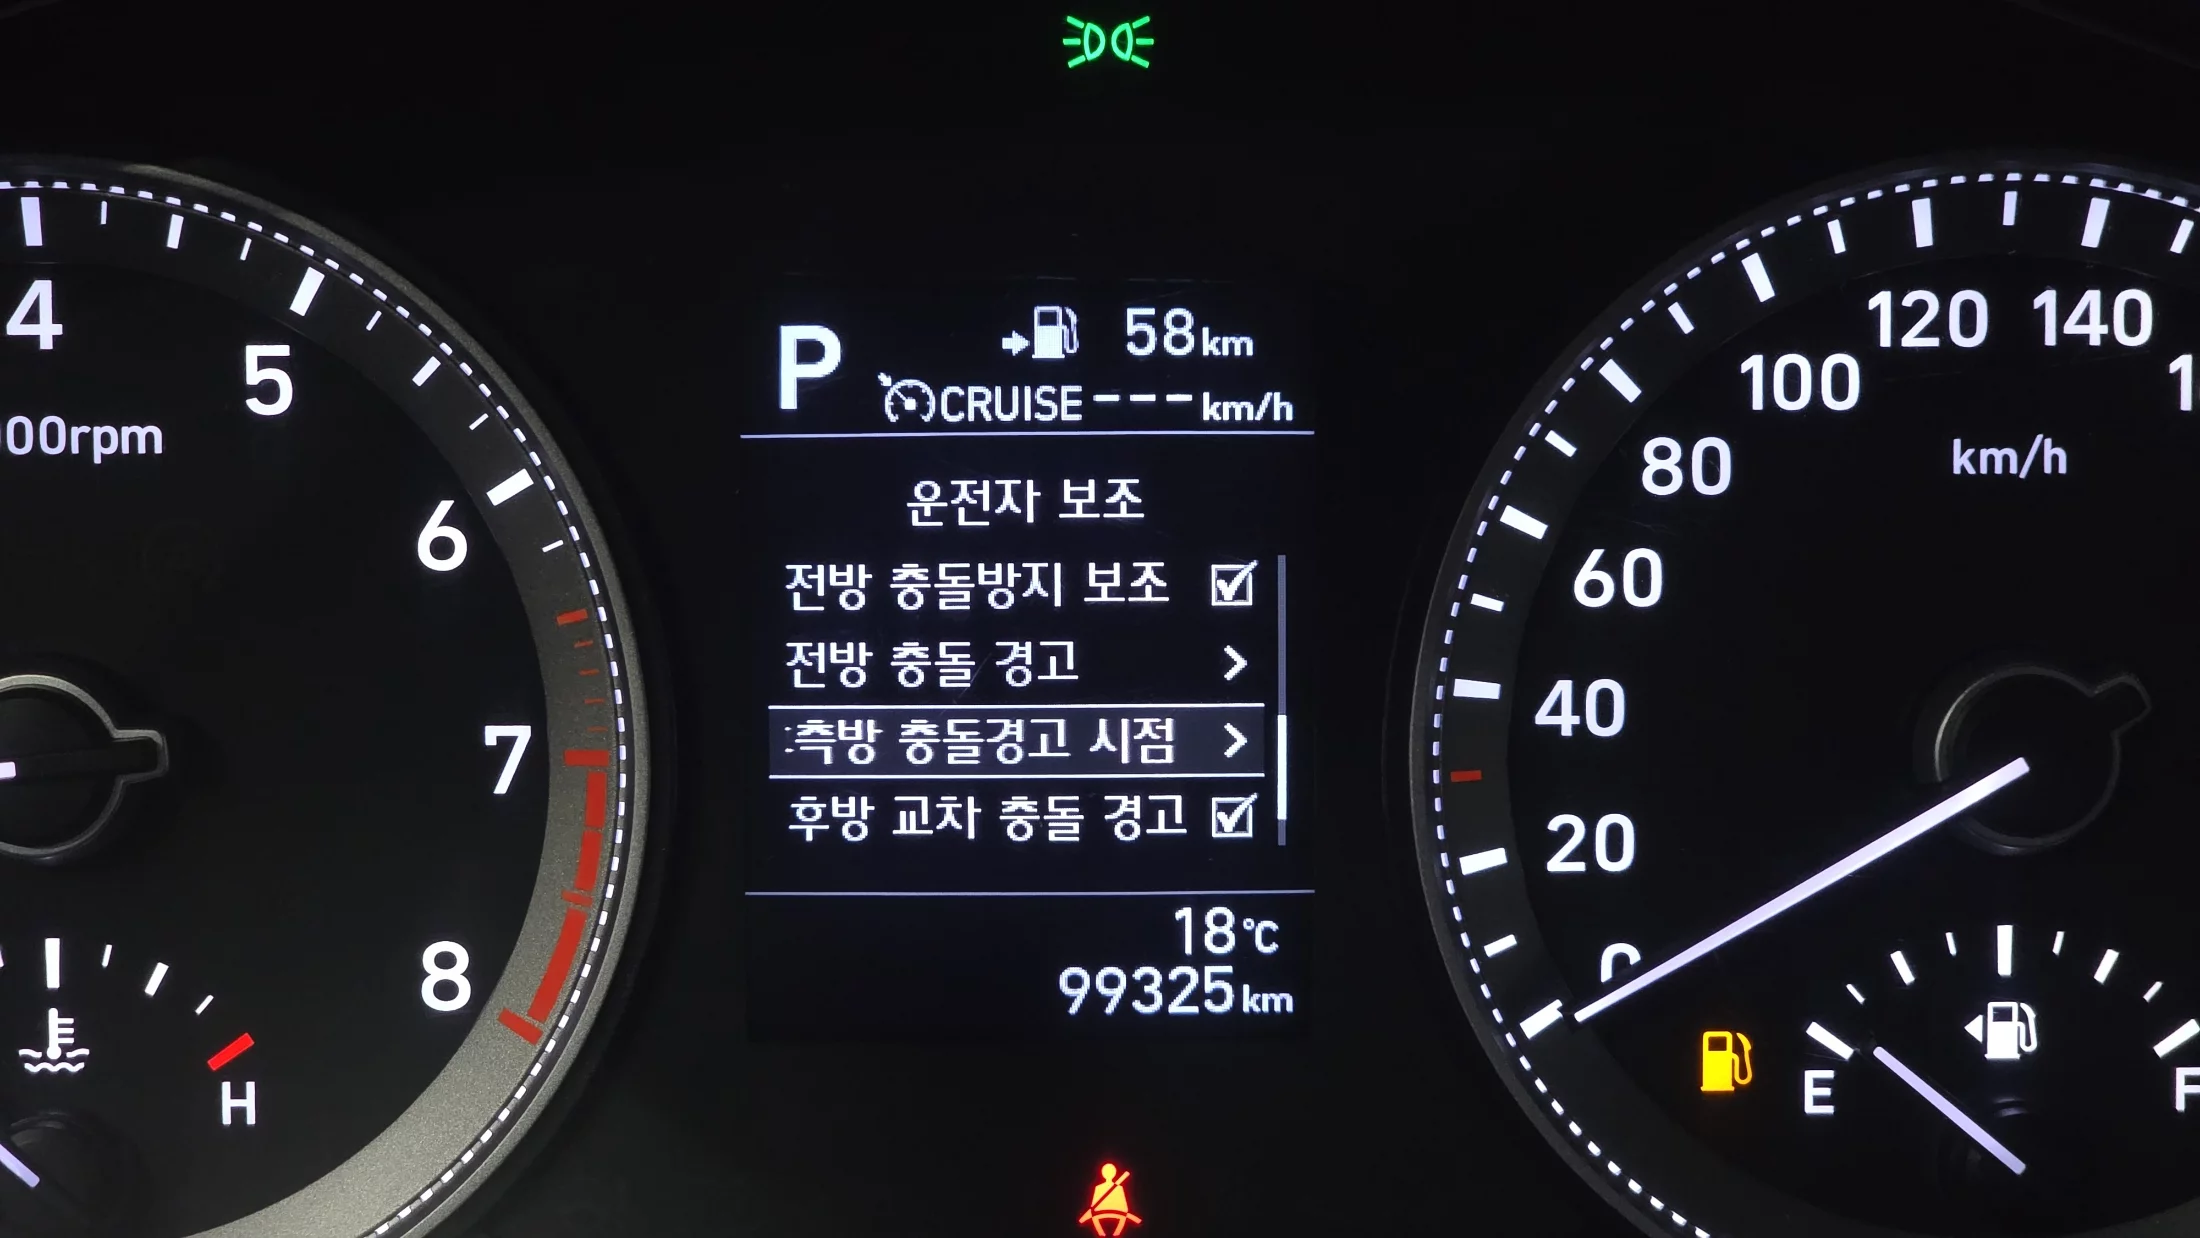 4
5
000rpm
6
7
8
H
P 58km
CRUISE ---km/h
운전자 보조
전방 충돌방지 보조
전방 충돌 경고
측방 충돌경고 시점
후방 교차 충돌 경고
18℃
99325km
120 140
100
80
km/h
60
40
20
0
E
F